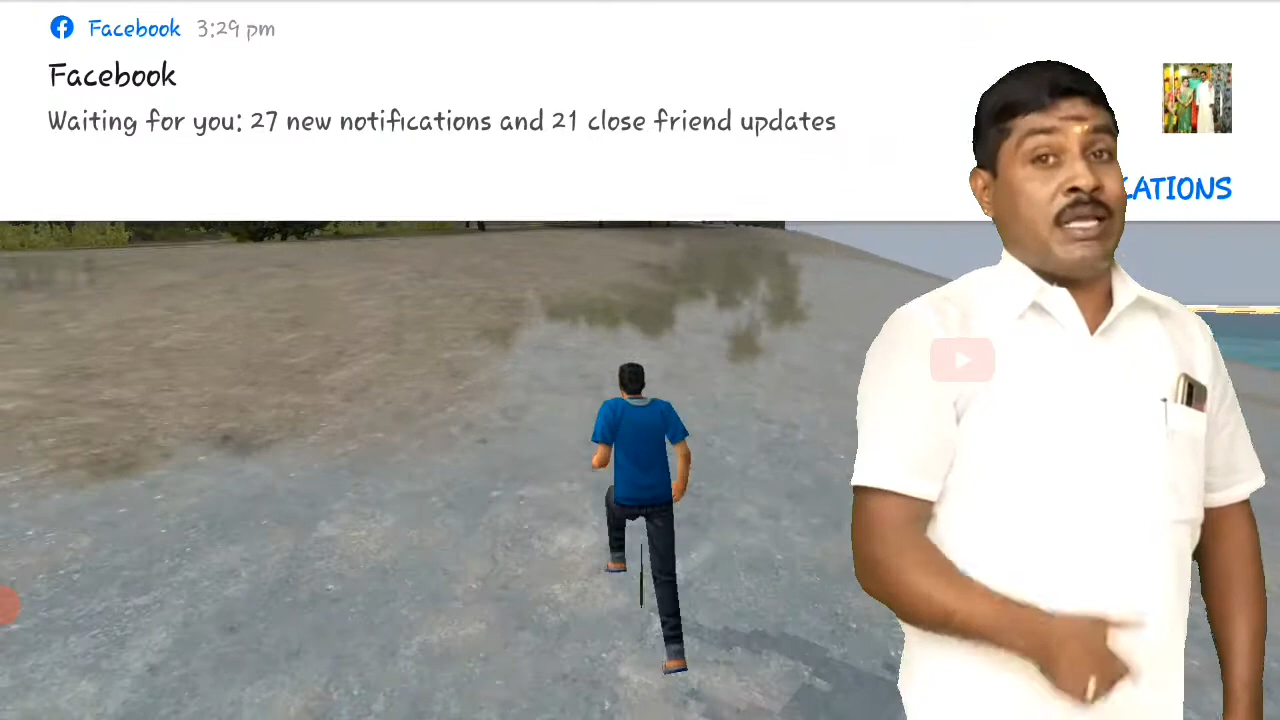 Facebook 3:29 pm
Facebook
Waiting for you: 27 new notifications and 21 close friend updates
CATIONS